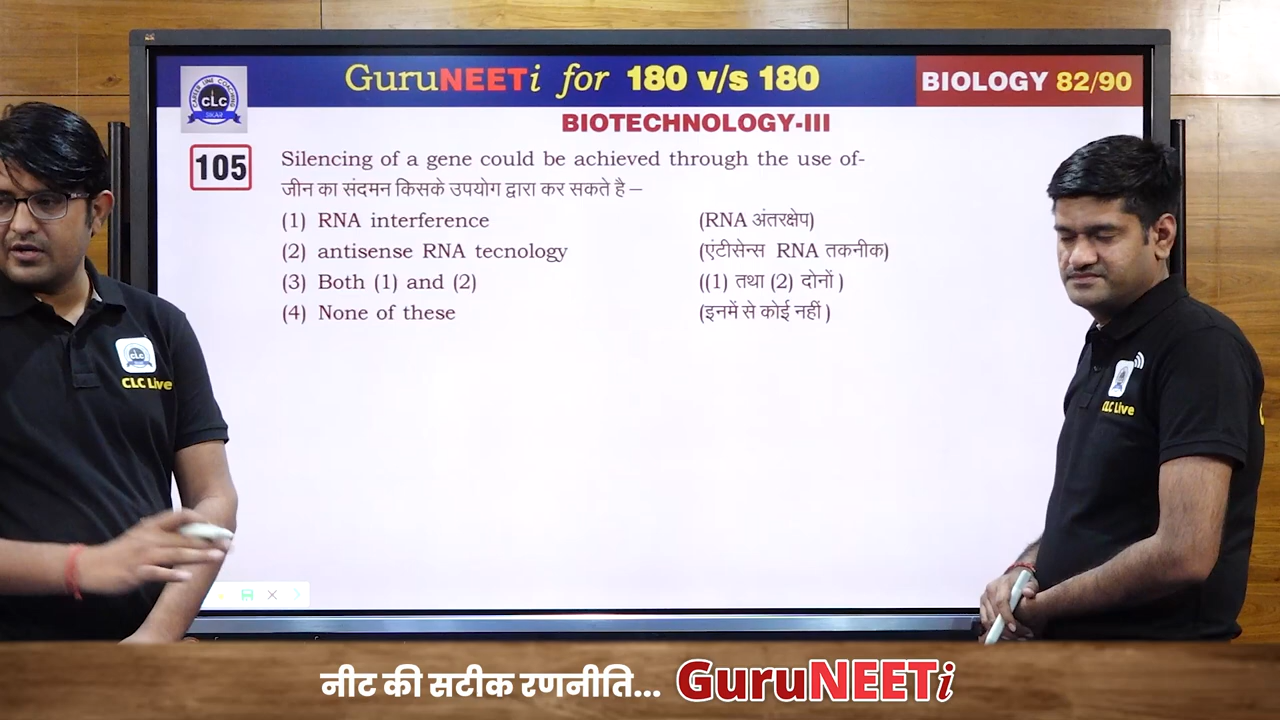 GuruNEETi for 180 v/s 180
BIOLOGY 82/90
CLC
SIKAR
BIOTECHNOLOGY-III
105
Silencing of a gene could be achieved through the use of-
जीन का संदमन किसके उपयोग द्वारा कर सकते है –
(1) RNA interference (RNA अंतरक्षेप)
(2) antisense RNA tecnology (एंटीसेन्स RNA तकनीक)
(3) Both (1) and (2) ((1) तथा (2) दोनों )
(4) None of these (इनमें से कोई नहीं )
CLC
CLC Live
CLC Live
नीट की सटीक रणनीति... GuruNEETi